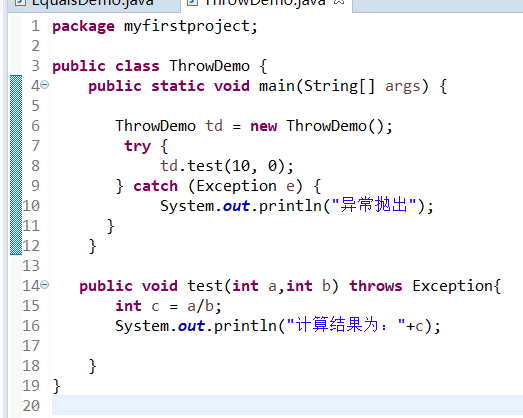 EqualsDemo.java ThrowDemo.java
1 package myfirstproject;
2
3 public class ThrowDemo {
4 public static void main(String[] args) {
5
6 ThrowDemo td = new ThrowDemo();
7 try {
8 td.test(10, 0);
9 } catch (Exception e) {
10 System.out.println("异常抛出");
11 }
12 }
13
14 public void test(int a,int b) throws Exception{
15 int c = a/b;
16 System.out.println("计算结果为："+c);
17
18 }
19 }
20